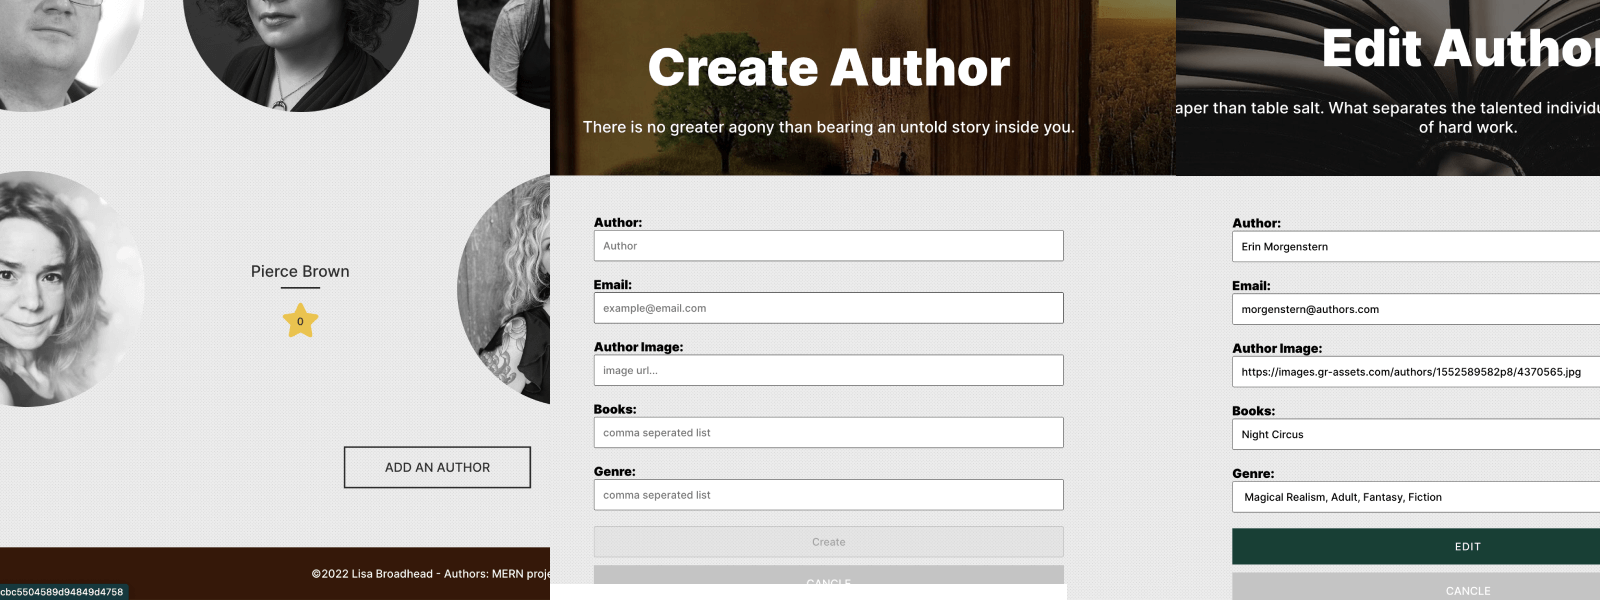 Pierce Brown
0
ADD AN AUTHOR
©2022 Lisa Broadhead - Authors: MERN proje
cbc5504589d94849d4758
Create Author
There is no greater agony than bearing an untold story inside you.
Author:
Author
Email:
example@email.com
Author Image:
image url...
Books:
comma seperated list
Genre:
comma seperated list
Create
CANCLE
Edit Author
aper than table salt. What separates the talented individu
of hard work.
Author:
Erin Morgenstern
Email:
morgenstern@authors.com
Author Image:
https://images.gr-assets.com/authors/1552589582p8/4370565.jpg
Books:
Night Circus
Genre:
Magical Realism, Adult, Fantasy, Fiction
EDIT
CANCLE